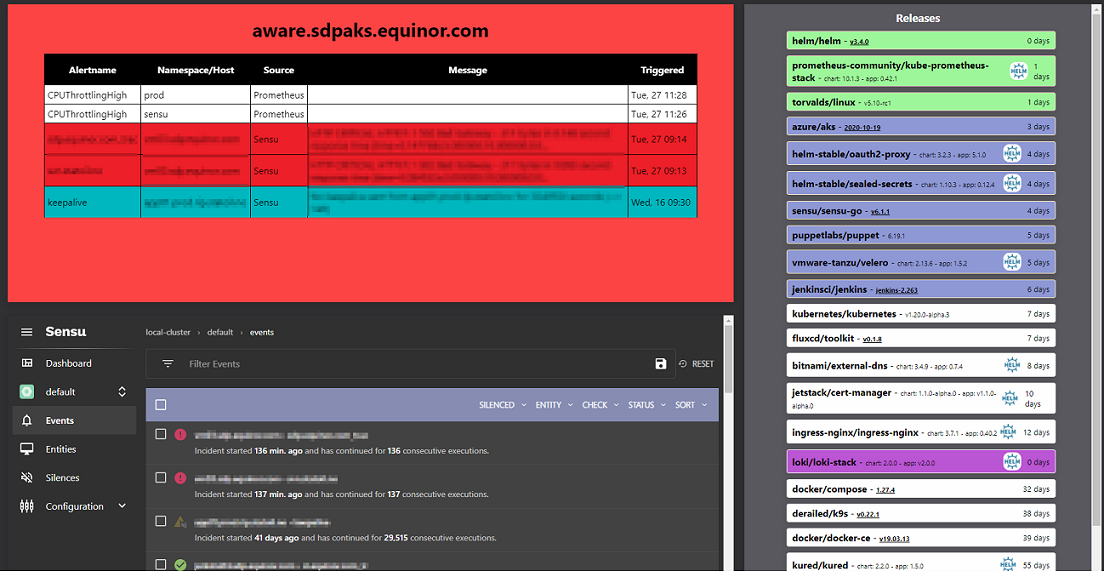 aware.sdpaks.equinor.com
Alertname Namespace/Host Source Message Triggered
CPUThrottlingHigh prod Prometheus Tue, 27 11:28
CPUThrottlingHigh sensu Prometheus Tue, 27 11:26
Sensu Tue, 27 09:14
Sensu Tue, 27 09:13
keepalive Sensu Wed, 16 09:30
Sensu
Dashboard
default
Events
Entities
Silences
Configuration
local-cluster › default › events
Filter Events RESET
SILENCED ENTITY CHECK STATUS SORT
Incident started 136 min. ago and has continued for 136 consecutive executions.
Incident started 137 min. ago and has continued for 137 consecutive executions.
Incident started 41 days ago and has continued for 29,515 consecutive executions.
Releases
helm/helm - v3.4.0 0 days
prometheus-community/kube-prometheus-
stack - chart: 10.1.3 - app: 0.42.1 HELM 1
days
torvalds/linux - v5.10-rc1 1 days
azure/aks - 2020-10-19 3 days
helm-stable/oauth2-proxy - chart: 3.2.3 - app: 5.1.0 HELM 4 days
helm-stable/sealed-secrets - chart: 1.10.3 - app: 0.12.4 HELM 4 days
sensu/sensu-go - v6.1.1 4 days
puppetlabs/puppet - 6.19.1 5 days
vmware-tanzu/velero - chart: 2.13.6 - app: 1.5.2 HELM 5 days
jenkinsci/jenkins - jenkins-2.263 6 days
kubernetes/kubernetes - v1.20.0-alpha.3 7 days
fluxcd/toolkit - v0.1.8 7 days
bitnami/external-dns - chart: 3.4.9 - app: 0.7.4 HELM 8 days
jetstack/cert-manager - chart: 1.1.0-alpha.0 - app: v1.1.0-
alpha.0 HELM 10
days
ingress-nginx/ingress-nginx - chart: 3.7.1 - app: 0.40.2 HELM 12 days
loki/loki-stack - chart: 2.0.0 - app: v2.0.0 HELM 0 days
docker/compose - 1.27.4 32 days
derailed/k9s - v0.22.1 38 days
docker/docker-ce - v19.03.13 39 days
kured/kured - chart: 2.2.0 - app: 1.5.0 HELM 55 days